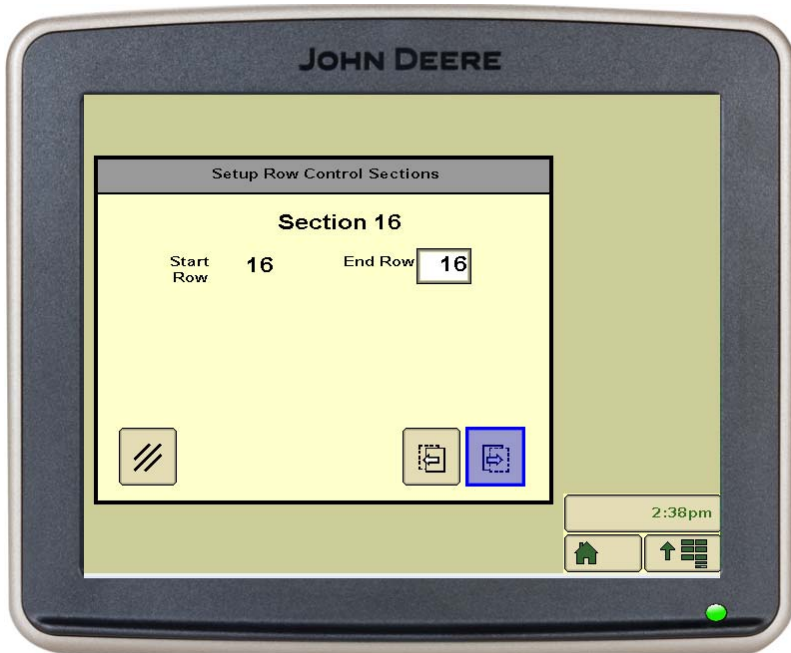 JOHN DEERE
Setup Row Control Sections
Section 16
Start Row 16 End Row 16
2:38pm